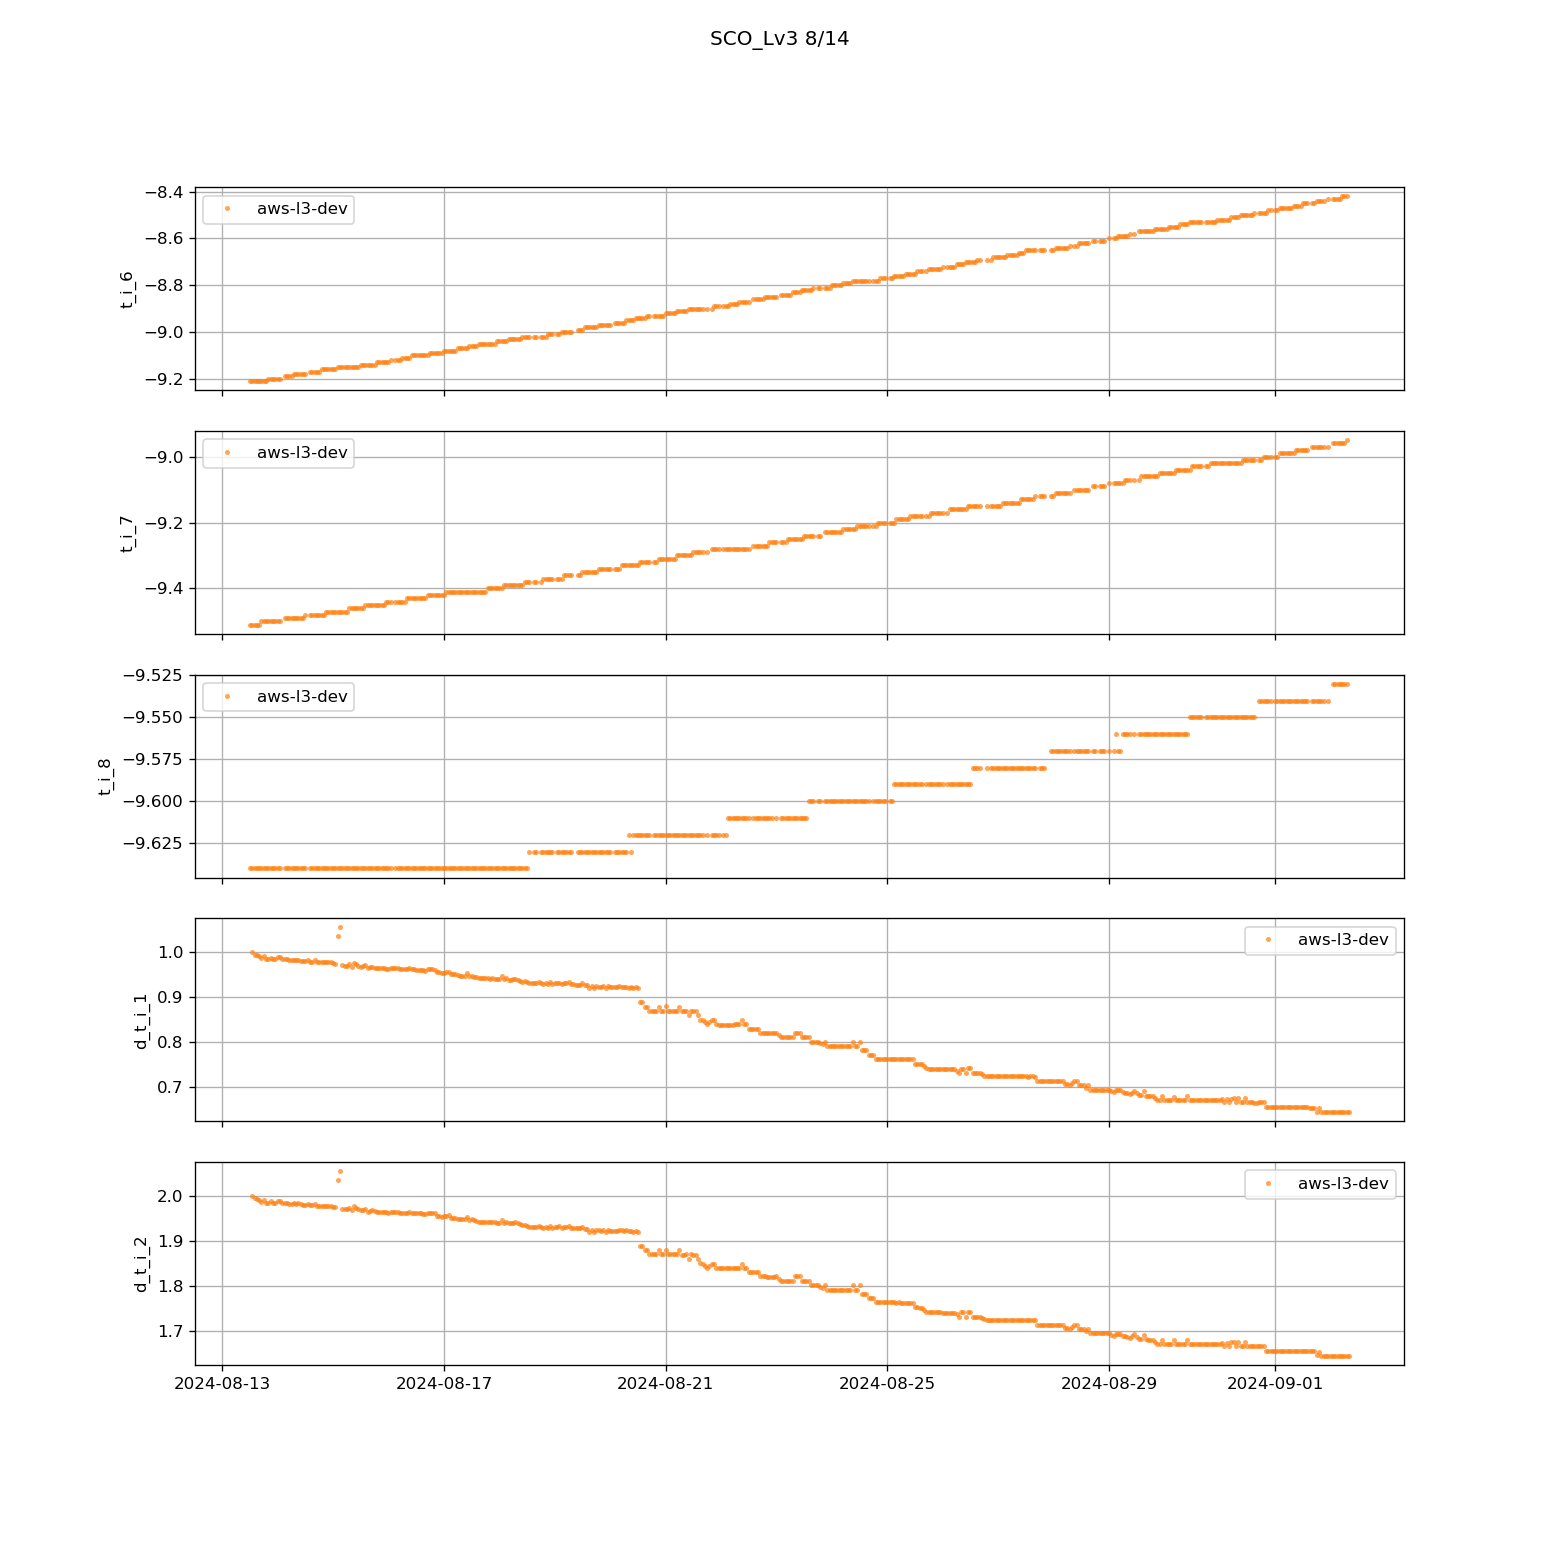 SCO_Lv3 8/14
−8.4
−8.6
−8.8
−9.0
−9.2
t_i_6
aws-l3-dev
−9.0
−9.2
−9.4
t_i_7
aws-l3-dev
−9.525
−9.550
−9.575
−9.600
−9.625
t_i_8
aws-l3-dev
1.0
0.9
0.8
0.7
d_t_i_1
aws-l3-dev
2.0
1.9
1.8
1.7
d_t_i_2
aws-l3-dev
2024-08-13 2024-08-17 2024-08-21 2024-08-25 2024-08-29 2024-09-01